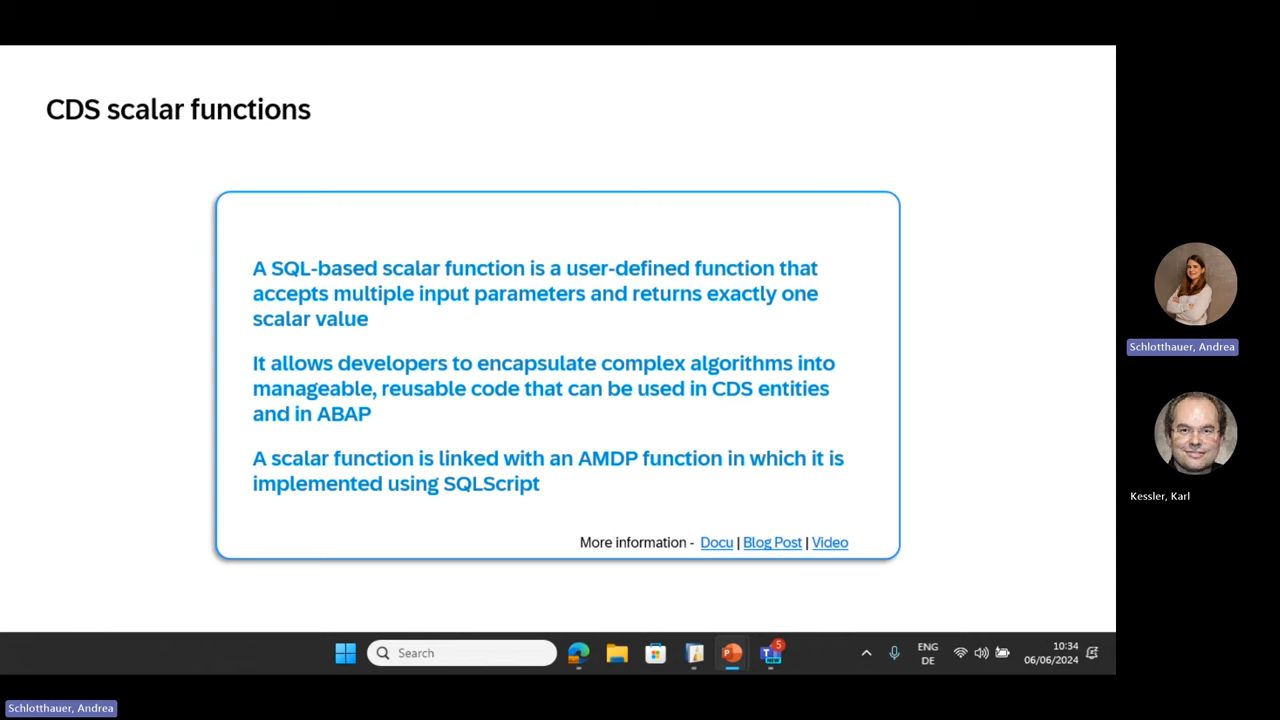 CDS scalar functions
A SQL-based scalar function is a user-defined function that
accepts multiple input parameters and returns exactly one
scalar value
It allows developers to encapsulate complex algorithms into
manageable, reusable code that can be used in CDS entities
and in ABAP
A scalar function is linked with an AMDP function in which it is
implemented using SQLScript
More information - Docu | Blog Post | Video
Schlotthauer, Andrea
Kessler, Karl
Search
5
NEW
ENG
DE
10:34
06/06/2024
Schlotthauer, Andrea